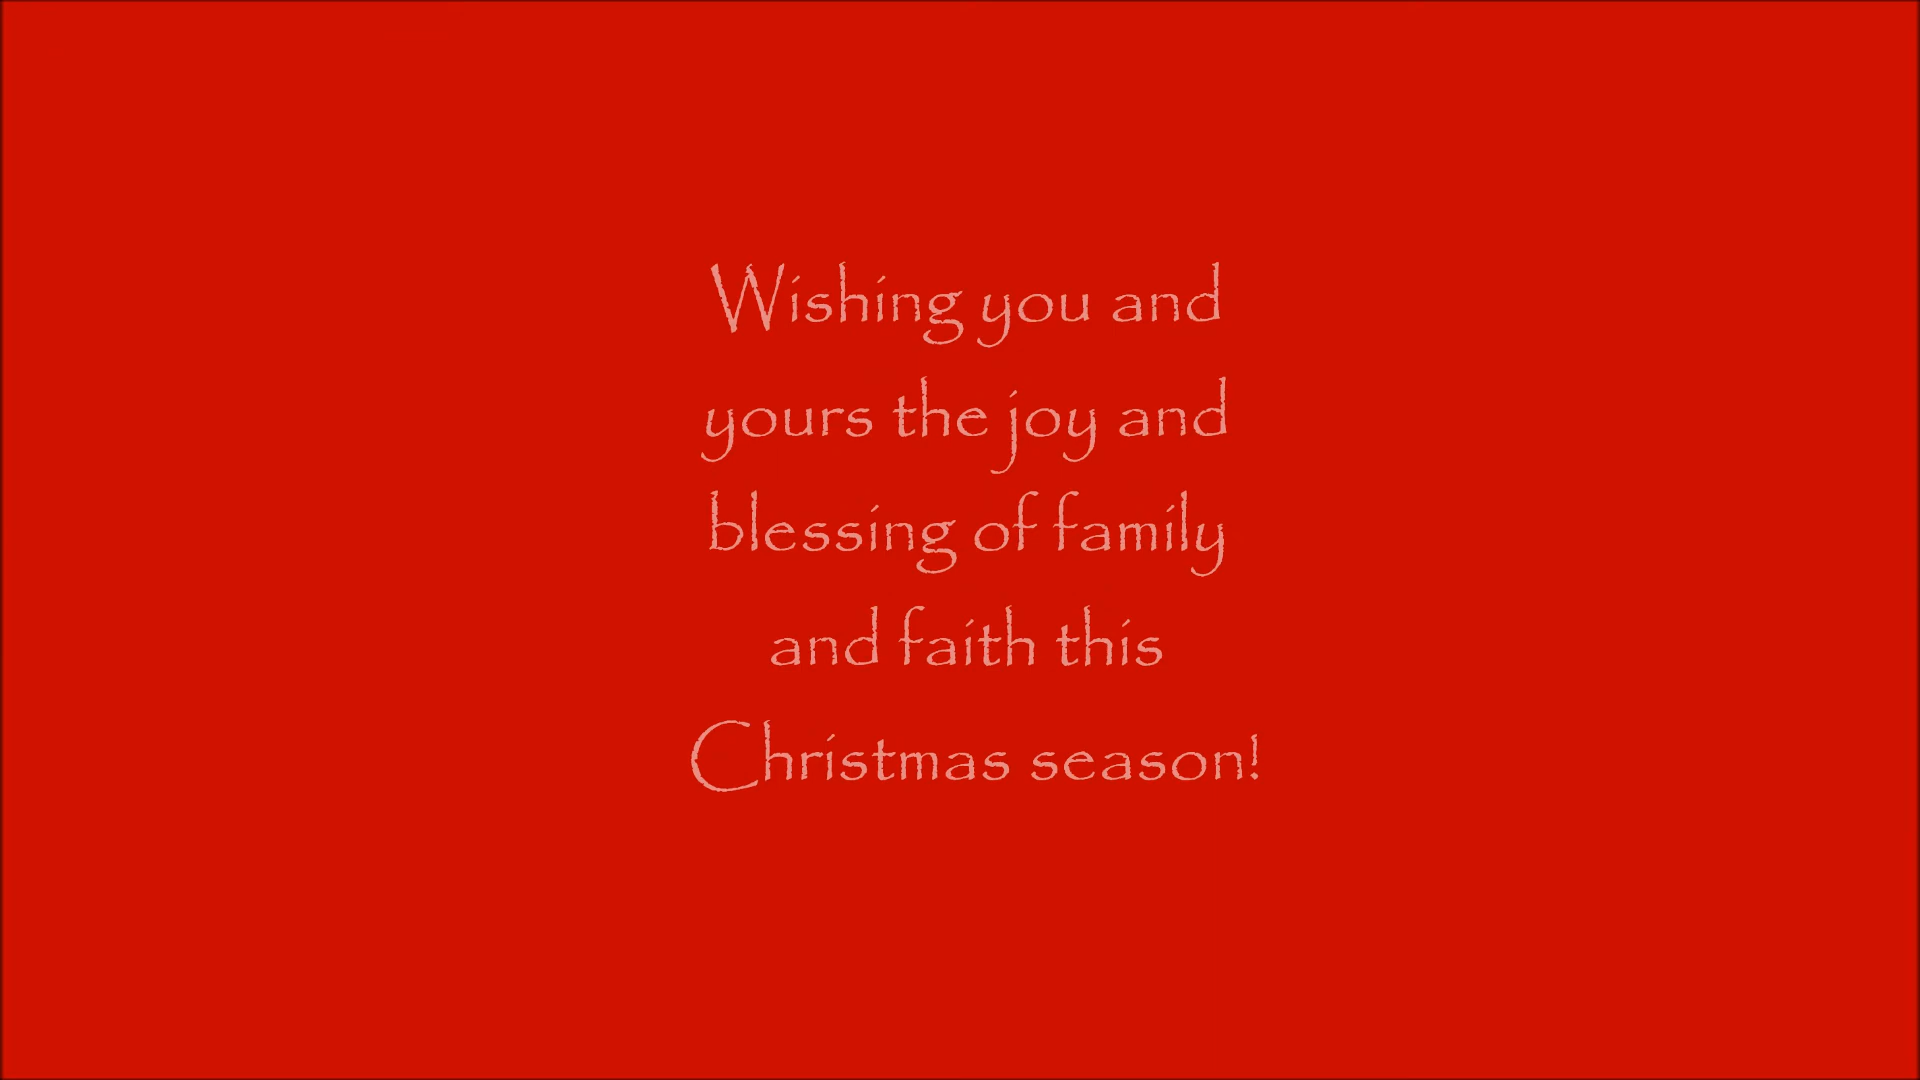 Wishing you and
yours the joy and
blessing of family
and faith this
Christmas season!